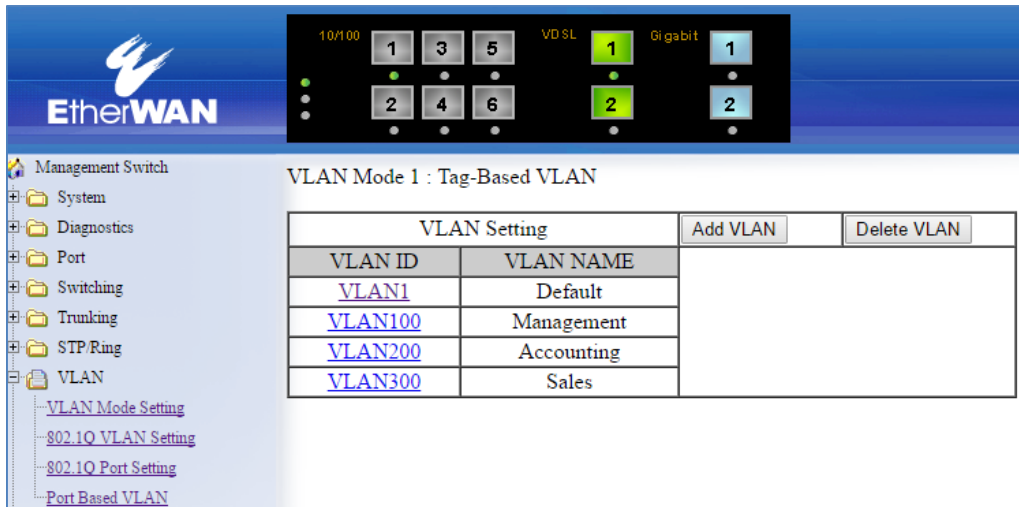 EtherWAN
10/100 1 3 5 VDSL 1 Gigabit 1
2 4 6 2 2
Management Switch
System
Diagnostics
Port
Switching
Trunking
STP/Ring
VLAN
VLAN Mode Setting
802.1Q VLAN Setting
802.1Q Port Setting
Port Based VLAN
VLAN Mode 1 : Tag-Based VLAN
VLAN Setting Add VLAN Delete VLAN
VLAN ID VLAN NAME
VLAN1 Default
VLAN100 Management
VLAN200 Accounting
VLAN300 Sales